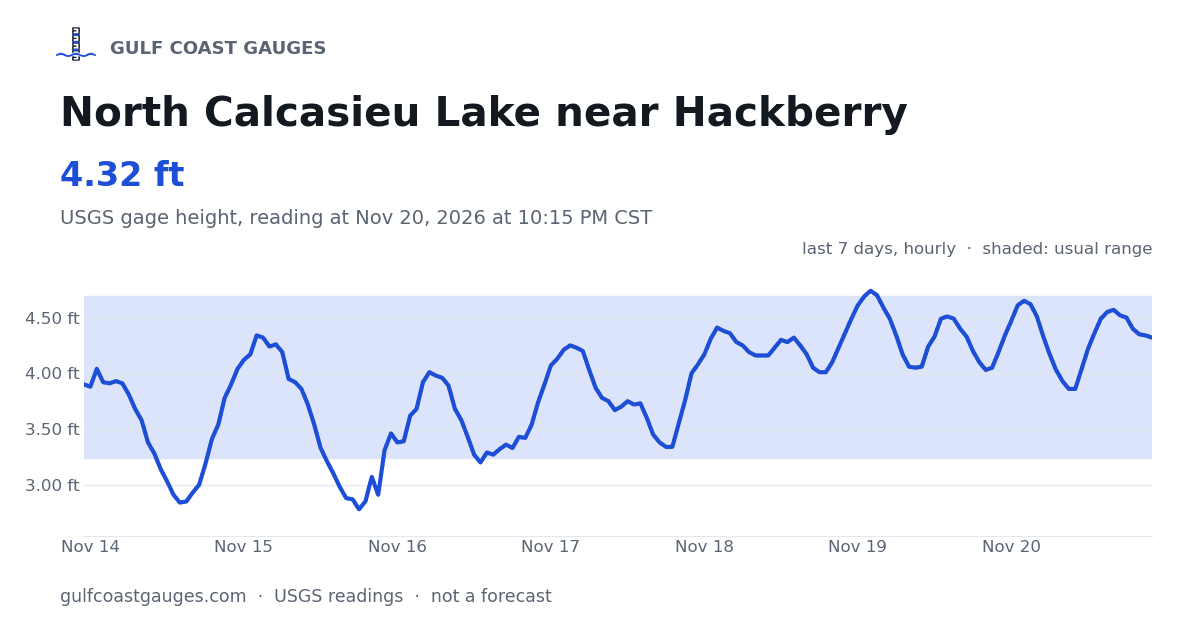 GULF COAST GAUGES
North Calcasieu Lake near Hackberry
4.32 ft
USGS gage height, reading at Nov 20, 2026 at 10:15 PM CST
last 7 days, hourly · shaded: usual range
4.50 ft
4.00 ft
3.50 ft
3.00 ft
Nov 14 Nov 15 Nov 16 Nov 17 Nov 18 Nov 19 Nov 20
gulfcoastgauges.com · USGS readings · not a forecast